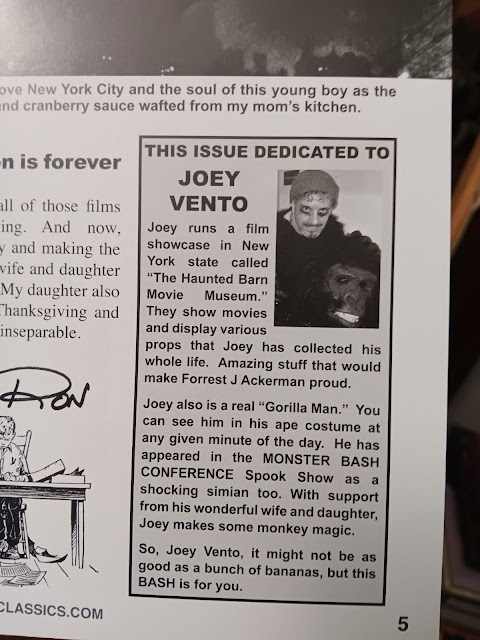 ove New York City and the soul of this young boy as the
nd cranberry sauce wafted from my mom's kitchen.
n is forever
all of those films
ing. And now,
y and making the
wife and daughter
My daughter also
Thanksgiving and
inseparable.
RON
THIS ISSUE DEDICATED TO
JOEY
VENTO
Joey runs a film
showcase in New
York state called
"The Haunted Barn
Movie Museum."
They show movies
and display various
props that Joey has collected his
whole life. Amazing stuff that would
make Forrest J Ackerman proud.
Joey also is a real "Gorilla Man." You
can see him in his ape costume at
any given minute of the day. He has
appeared in the MONSTER BASH
CONFERENCE Spook Show as a
shocking simian too. With support
from his wonderful wife and daughter,
Joey makes some monkey magic.
So, Joey Vento, it might not be as
good as a bunch of bananas, but this
BASH is for you.
CLASSICS.COM
5